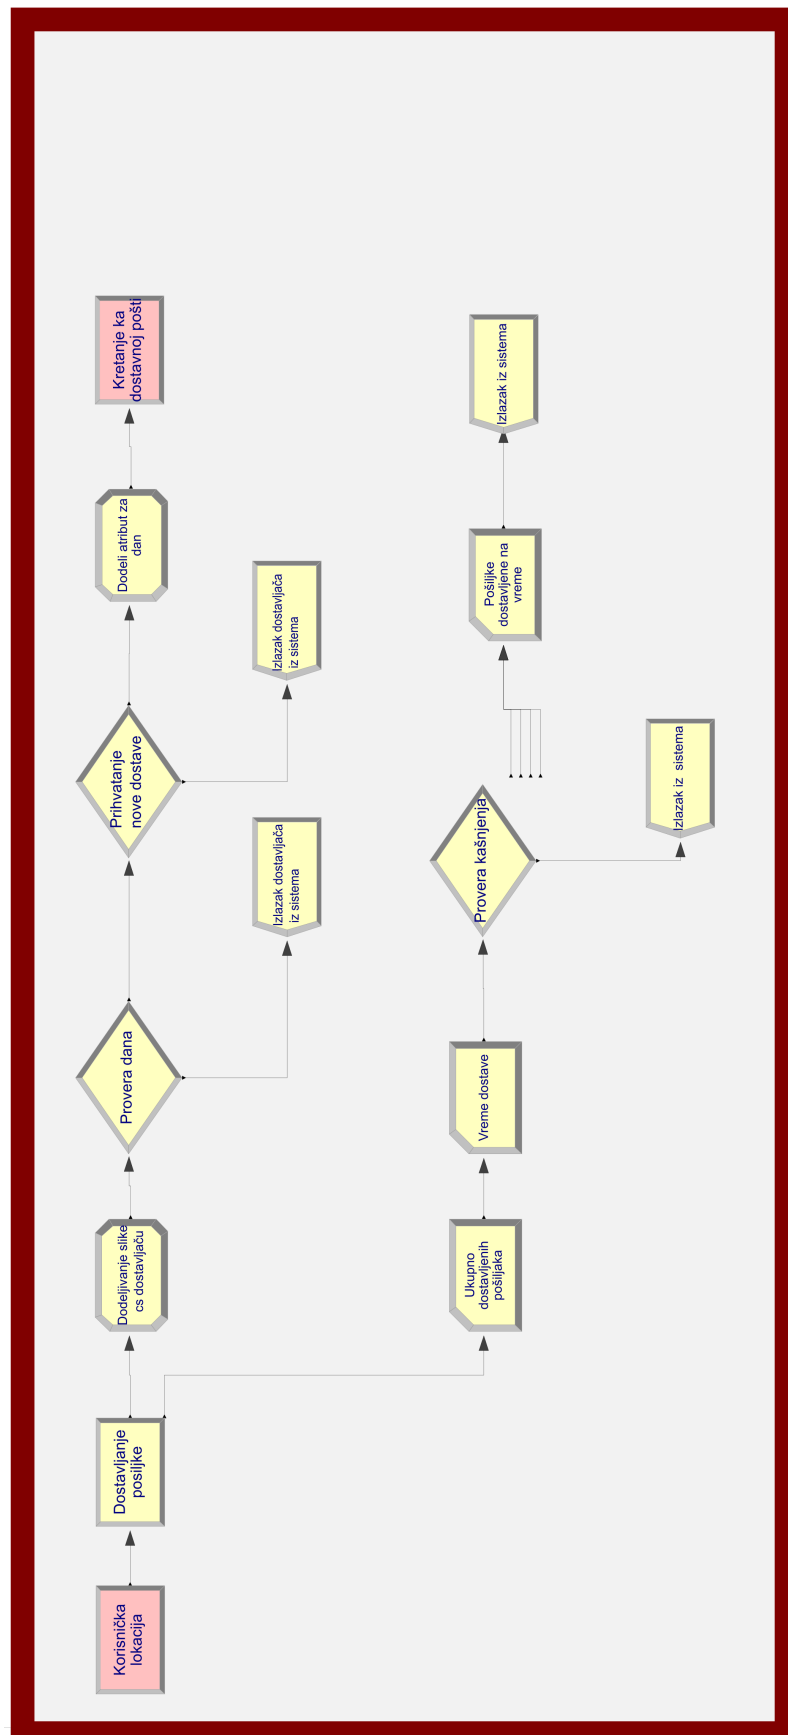 Korisnička
lokacija
Dostavljanje
posiljke
Dodeljivanje slike
cs dostavljaču
Provera dana
Prihvatanje
nove dostave
Dodeli atribut za
dan
Kretanje ka
dostavnoj pošti
Izlazak dostavljača
iz sistema
Izlazak dostavljača
iz sistema
Ukupno
dostavljenih
pošiljaka
Vreme dostave
Provera kašnjenja
Pošiljke
dostavljene na
vreme
Izlazak iz sistema
Izlazak iz  sistema